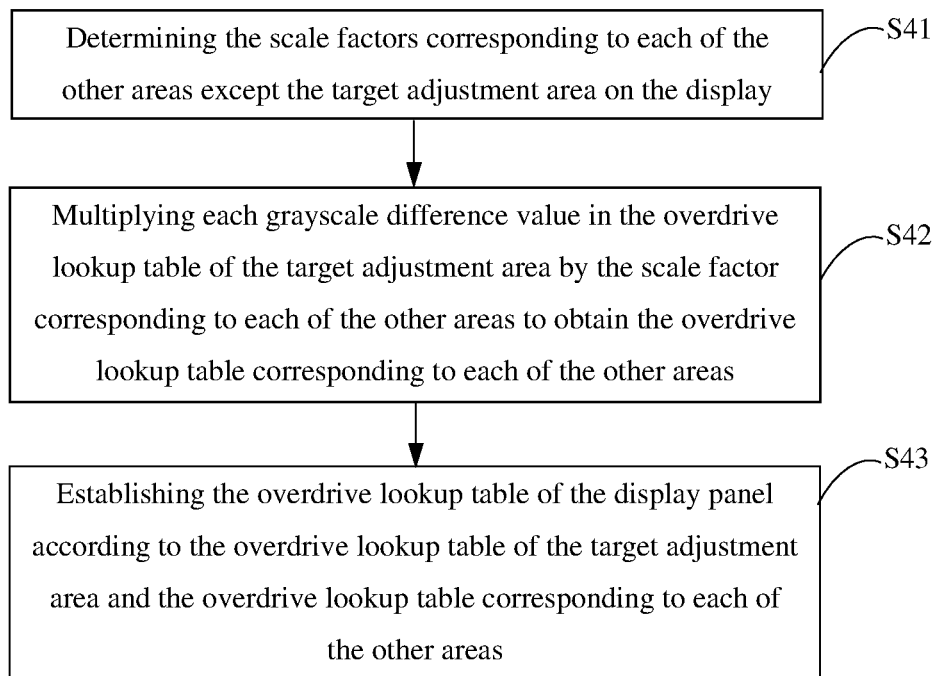 Determining the scale factors corresponding to each of the
other areas except the target adjustment area on the display
S41
Multiplying each grayscale difference value in the overdrive
lookup table of the target adjustment area by the scale factor
corresponding to each of the other areas to obtain the overdrive
lookup table corresponding to each of the other areas
S42
Establishing the overdrive lookup table of the display panel
according to the overdrive lookup table of the target adjustment
area and the overdrive lookup table corresponding to each of
the other areas
S43